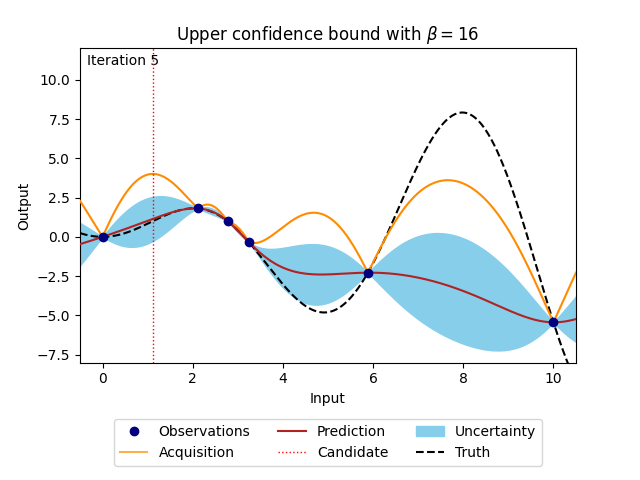 Upper confidence bound with β = 16
Iteration 5
10.0
7.5
5.0
2.5
0.0
−2.5
−5.0
−7.5
Output
0 2 4 6 8 10
Input
Observations Prediction Uncertainty
Acquisition Candidate Truth